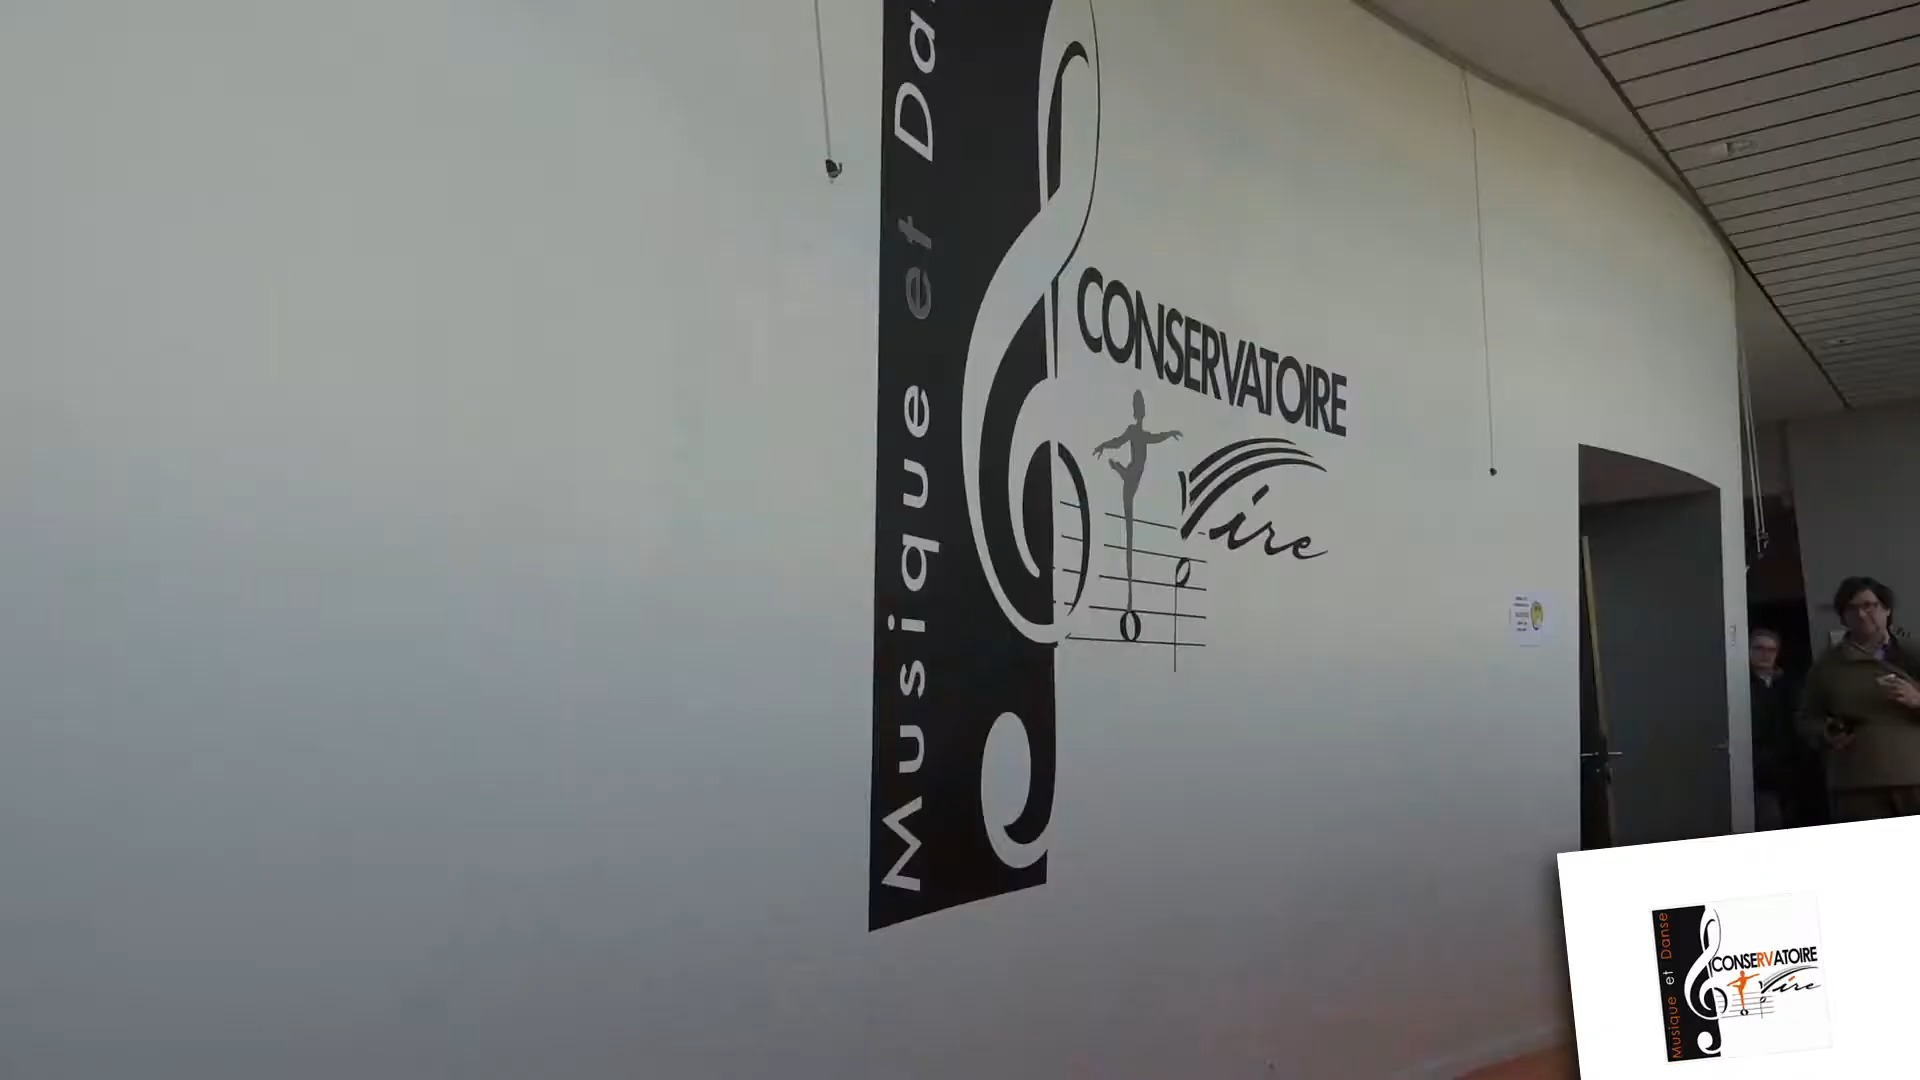 Musique et Da
CONSERVATOIRE
Vire
Musique et Danse
CONSERVATOIRE
Vire